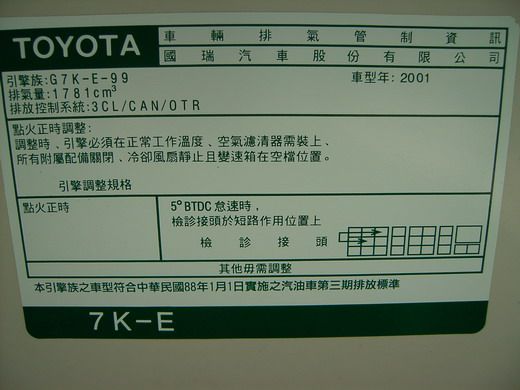 TOYOTA
車輛排氣管制資訊
國瑞汽車股份有限公司
引擎族:G7K-E-99
車型年:2001
排氣量:1781cm³
排放控制系統:3CL/CAN/OTR
點火正時調整:
調整時、引擎必須在正常工作溫度、空氣濾清器需裝上、
所有附屬配備關閉、冷卻風扇靜止且變速箱在空檔位置。
引擎調整規格
點火正時
5°BTDC 怠速時,
檢診接頭於短路作用位置上
檢診接頭
其他毋需調整
本引擎族之車型符合中華民國88年1月1日實施之汽油車第三期排放標準
7K-E